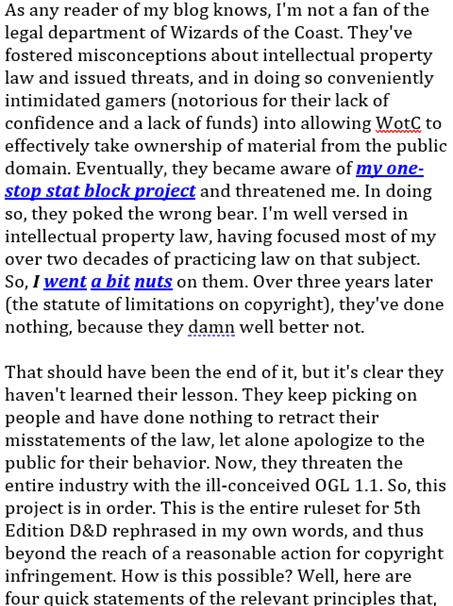 As any reader of my blog knows, I'm not a fan of the
legal department of Wizards of the Coast. They've
fostered misconceptions about intellectual property
law and issued threats, and in doing so conveniently
intimidated gamers (notorious for their lack of
confidence and a lack of funds) into allowing WotC to
effectively take ownership of material from the public
domain. Eventually, they became aware of my one-
stop stat block project and threatened me. In doing
so, they poked the wrong bear. I'm well versed in
intellectual property law, having focused most of my
over two decades of practicing law on that subject.
So, I went a bit nuts on them. Over three years later
(the statute of limitations on copyright), they've done
nothing, because they damn well better not.

That should have been the end of it, but it's clear they
haven't learned their lesson. They keep picking on
people and have done nothing to retract their
misstatements of the law, let alone apologize to the
public for their behavior. Now, they threaten the
entire industry with the ill-conceived OGL 1.1. So, this
project is in order. This is the entire ruleset for 5th
Edition D&D rephrased in my own words, and thus
beyond the reach of a reasonable action for copyright
infringement. How is this possible? Well, here are
four quick statements of the relevant principles that,